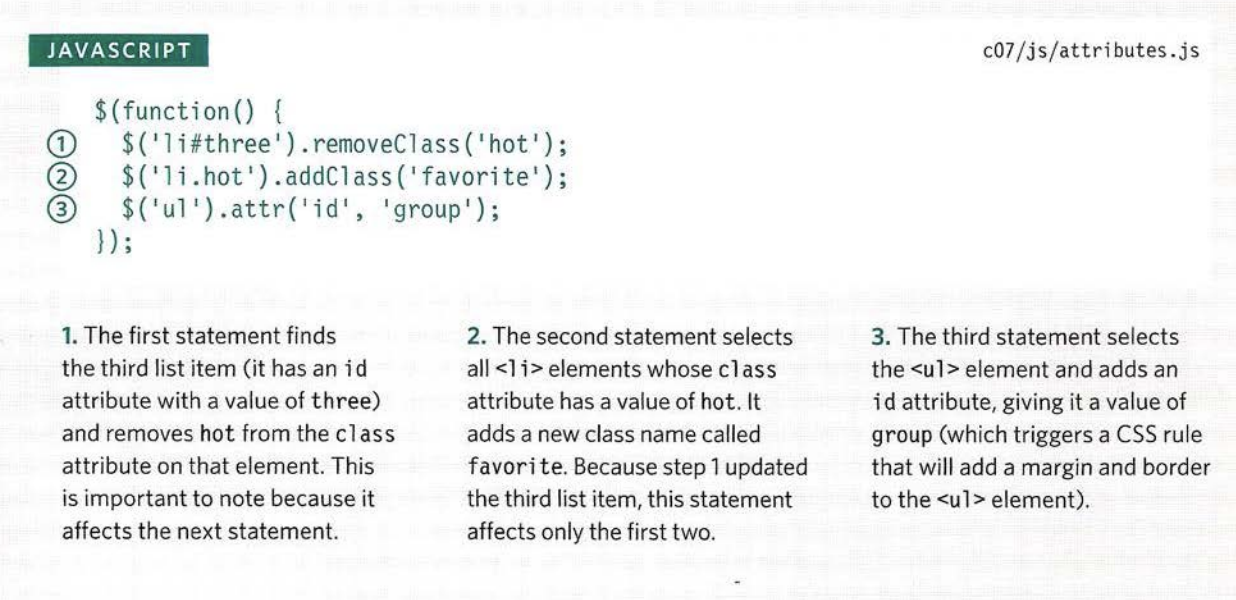 JAVASCRIPT
c07/js/attributes.js
$(function() {
① $('li#three').removeClass('hot');
② $('li.hot').addClass('favorite');
③ $('ul').attr('id', 'group');
});
1. The first statement finds
the third list item (it has an id
attribute with a value of three)
and removes hot from the class
attribute on that element. This
is important to note because it
affects the next statement.
2. The second statement selects
all <li> elements whose class
attribute has a value of hot. It
adds a new class name called
favorite. Because step 1 updated
the third list item, this statement
affects only the first two.
3. The third statement selects
the <ul> element and adds an
id attribute, giving it a value of
group (which triggers a CSS rule
that will add a margin and border
to the <ul> element).